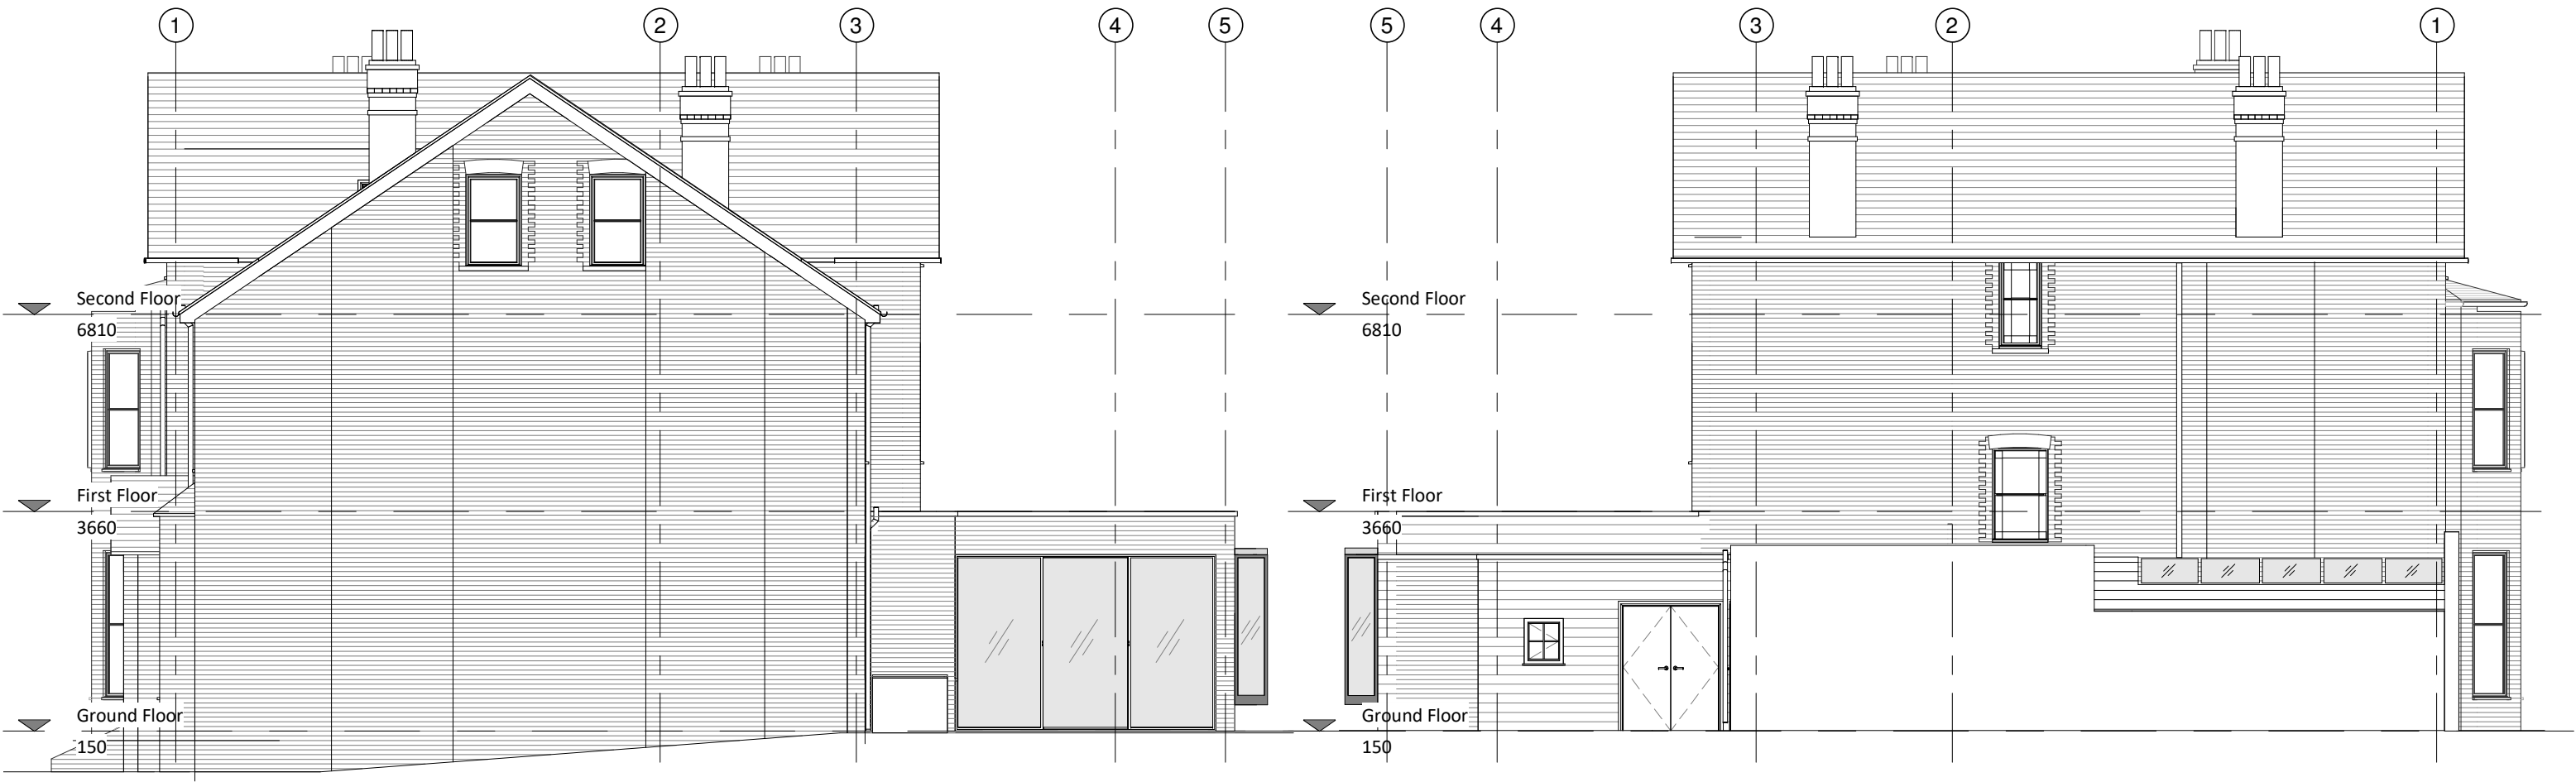 1 2 3 4 5 5 4 3 2 1
Second Floor
6810
Second Floor
6810
First Floor
3660
First Floor
3660
Ground Floor
150
Ground Floor
150